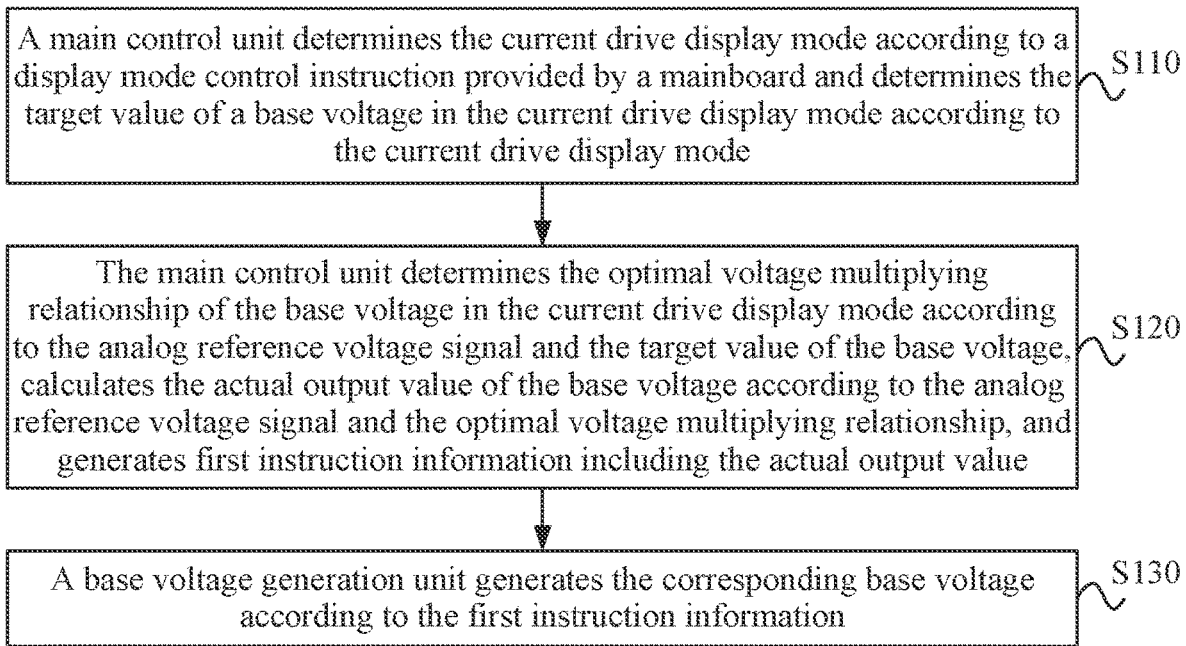 A main control unit determines the current drive display mode according to a
display mode control instruction provided by a mainboard and determines the
target value of a base voltage in the current drive display mode according to
the current drive display mode
S110
The main control unit determines the optimal voltage multiplying
relationship of the base voltage in the current drive display mode according
to the analog reference voltage signal and the target value of the base voltage,
calculates the actual output value of the base voltage according to the analog
reference voltage signal and the optimal voltage multiplying relationship, and
generates first instruction information including the actual output value
S120
A base voltage generation unit generates the corresponding base voltage
according to the first instruction information
S130